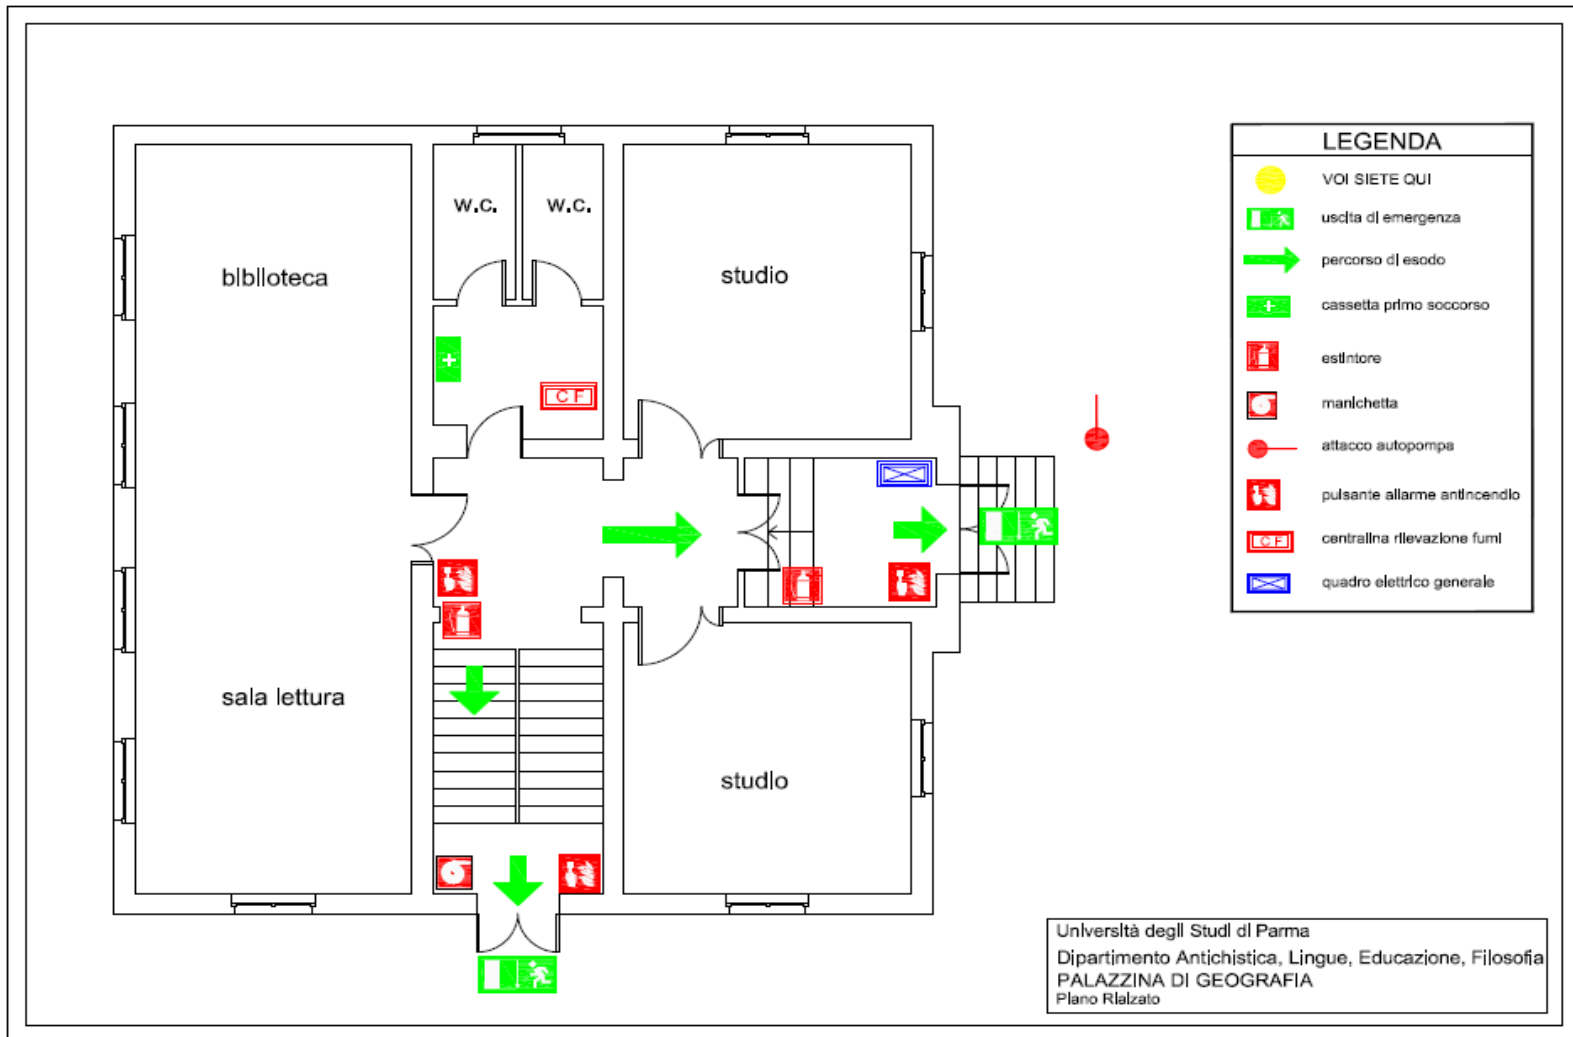 LEGENDA
VOI SIETE QUI
uscita di emergenza
percorso di esodo
cassetta primo soccorso
estintore
manichetta
attacco autopompa
pulsante allarme antincendio
CF
centralina rilevazione fumi
quadro elettrico generale
w.c.
w.c.
biblioteca
studio
CF
sala lettura
studio
Università degli Studi di Parma
Dipartimento Antichistica, Lingue, Educazione, Filosofia
PALAZZINA DI GEOGRAFIA
Piano Rialzato